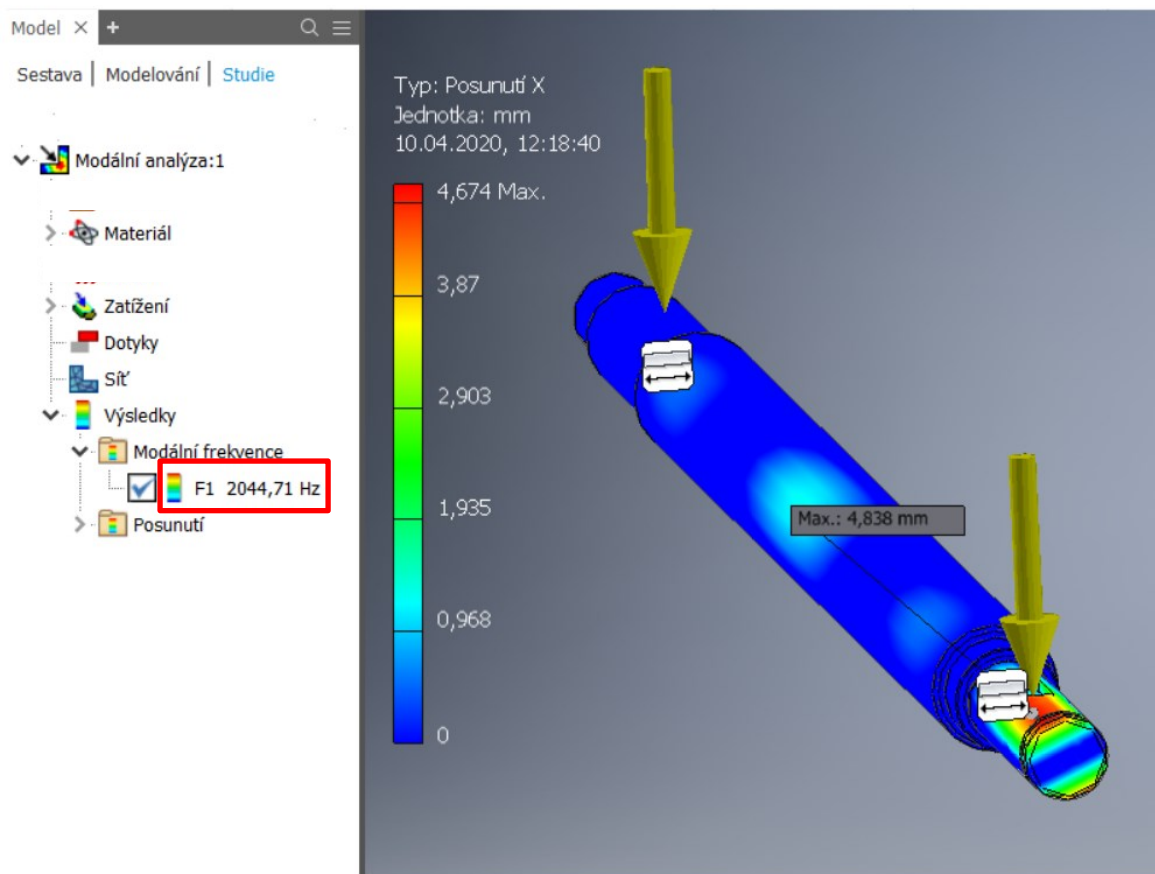 Model
Sestava | Modelování | Studie
Modální analýza:1
Materiál
Zatížení
Dotyky
Síť
Výsledky
Modální frekvence
F1 2044,71 Hz
Posunutí
Typ: Posunutí X
Jednotka: mm
10.04.2020, 12:18:40
4,674 Max.
3,87
2,903
1,935
0,968
0
Max.: 4,838 mm